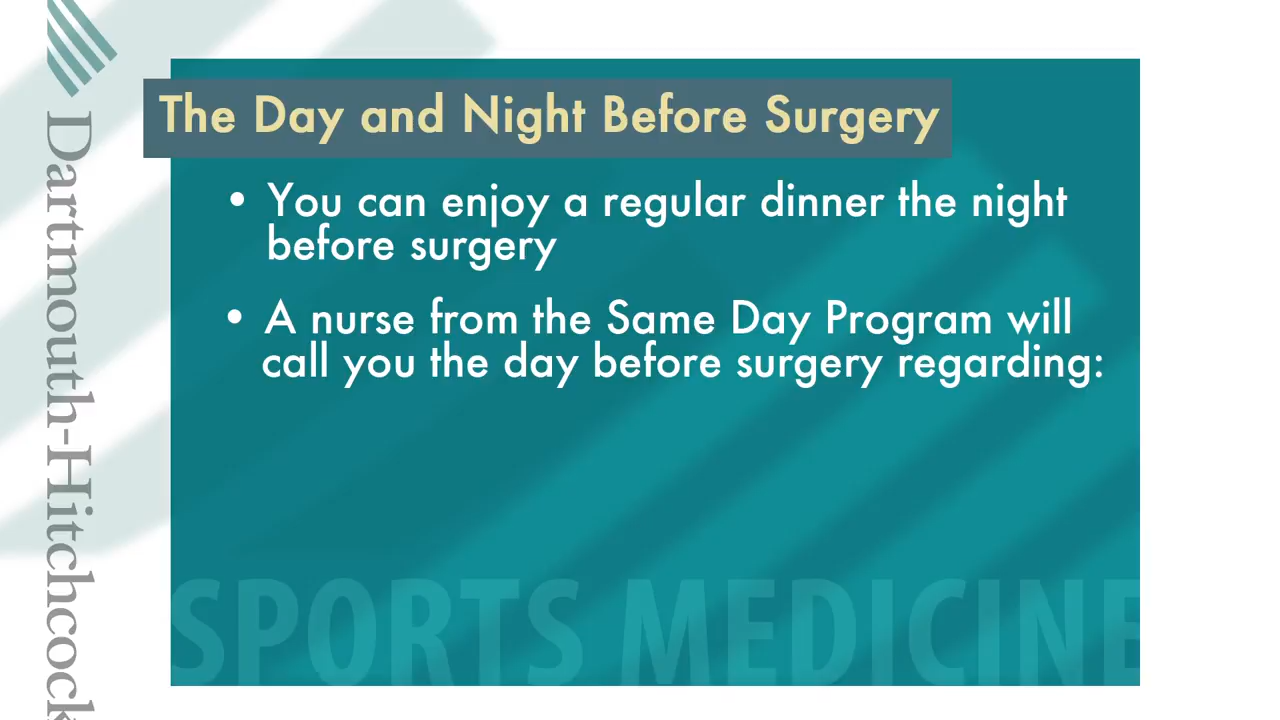 The Day and Night Before Surgery
• You can enjoy a regular dinner the night
before surgery
• A nurse from the Same Day Program will
call you the day before surgery regarding:
SPORTS MEDICINE
Dartmouth-Hitchcock